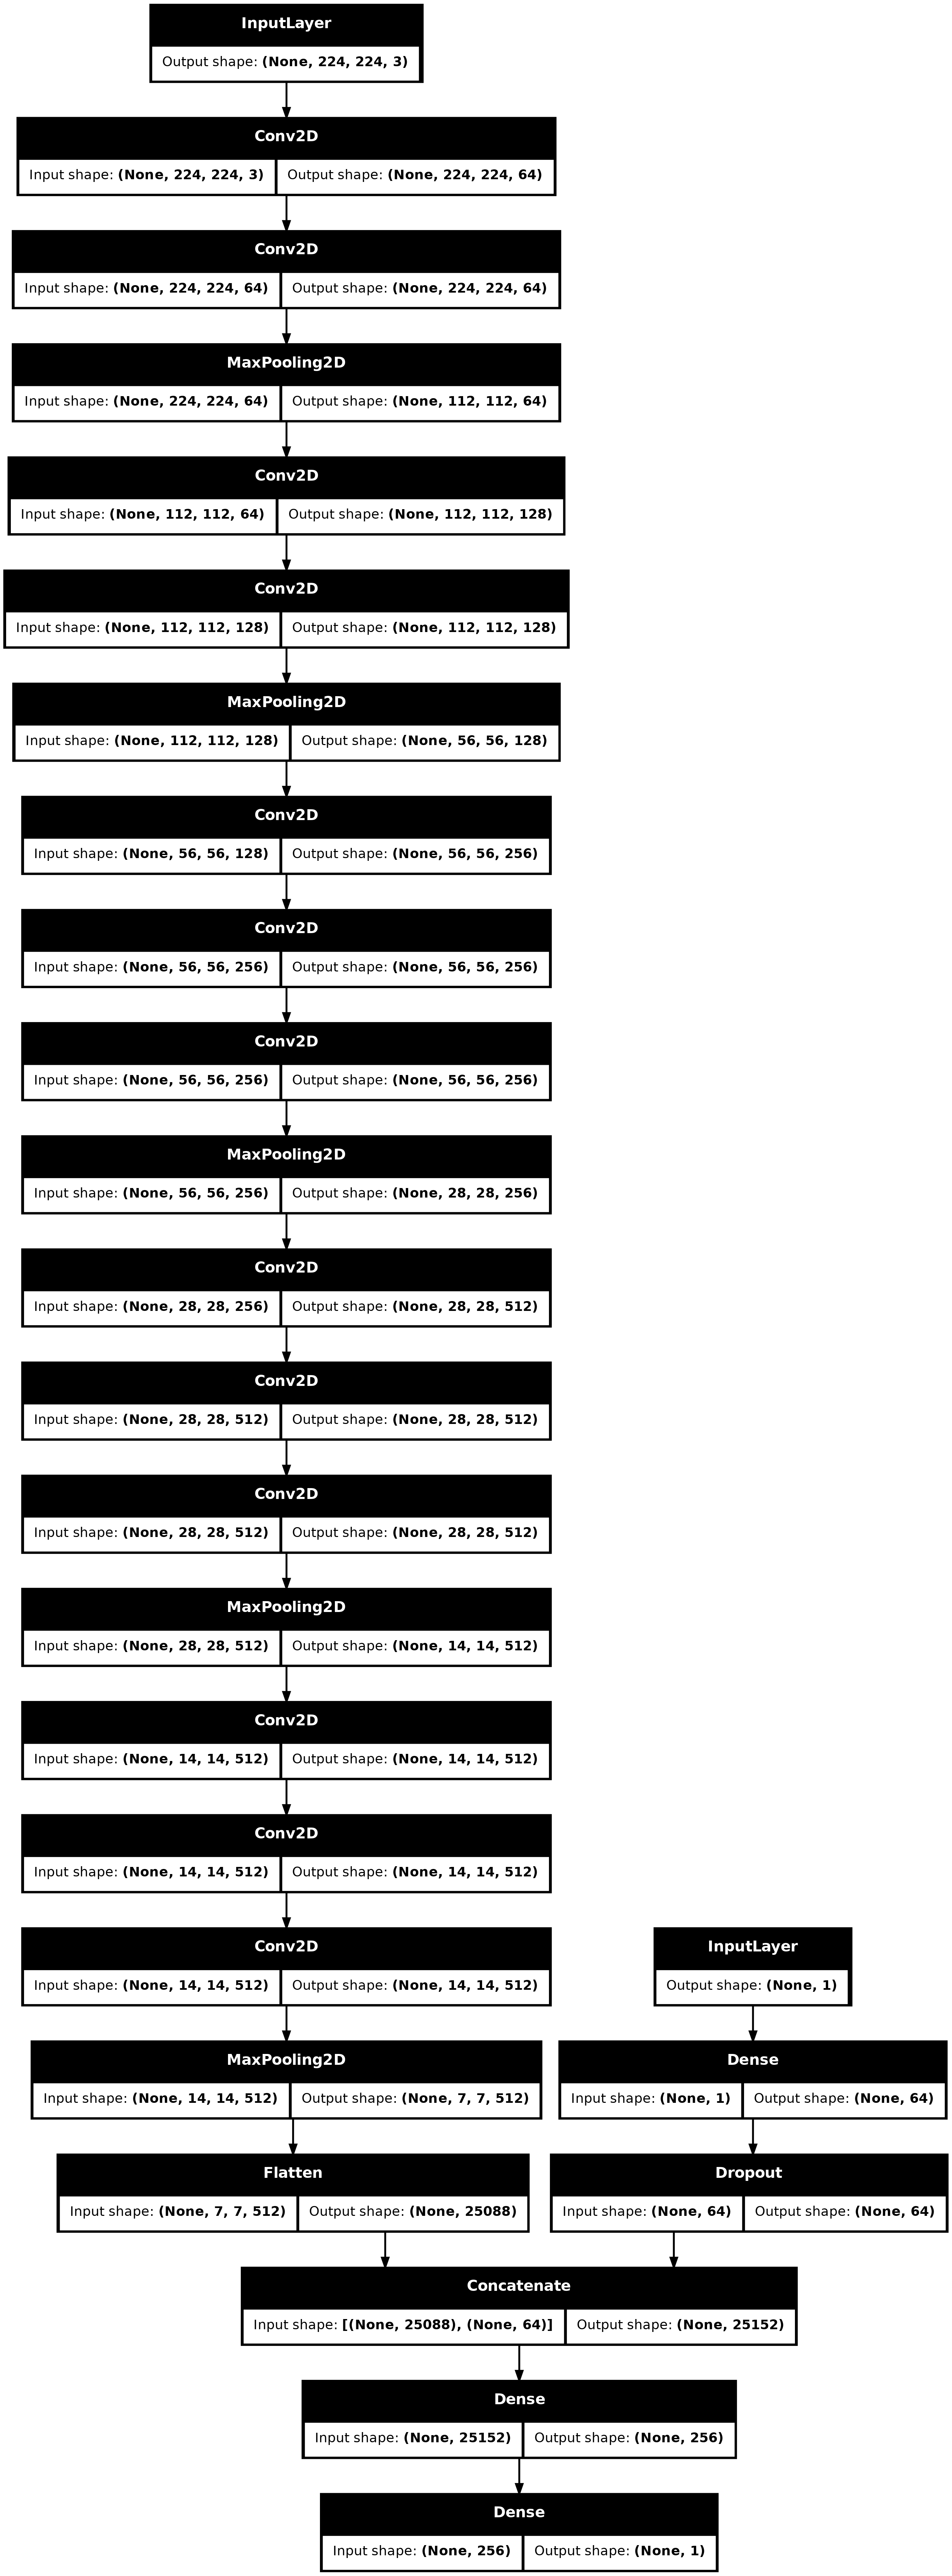 InputLayer
Output shape: (None, 224, 224, 3)
Conv2D
Input shape: (None, 224, 224, 3) Output shape: (None, 224, 224, 64)
Conv2D
Input shape: (None, 224, 224, 64) Output shape: (None, 224, 224, 64)
MaxPooling2D
Input shape: (None, 224, 224, 64) Output shape: (None, 112, 112, 64)
Conv2D
Input shape: (None, 112, 112, 64) Output shape: (None, 112, 112, 128)
Conv2D
Input shape: (None, 112, 112, 128) Output shape: (None, 112, 112, 128)
MaxPooling2D
Input shape: (None, 112, 112, 128) Output shape: (None, 56, 56, 128)
Conv2D
Input shape: (None, 56, 56, 128) Output shape: (None, 56, 56, 256)
Conv2D
Input shape: (None, 56, 56, 256) Output shape: (None, 56, 56, 256)
Conv2D
Input shape: (None, 56, 56, 256) Output shape: (None, 56, 56, 256)
MaxPooling2D
Input shape: (None, 56, 56, 256) Output shape: (None, 28, 28, 256)
Conv2D
Input shape: (None, 28, 28, 256) Output shape: (None, 28, 28, 512)
Conv2D
Input shape: (None, 28, 28, 512) Output shape: (None, 28, 28, 512)
Conv2D
Input shape: (None, 28, 28, 512) Output shape: (None, 28, 28, 512)
MaxPooling2D
Input shape: (None, 28, 28, 512) Output shape: (None, 14, 14, 512)
Conv2D
Input shape: (None, 14, 14, 512) Output shape: (None, 14, 14, 512)
Conv2D
Input shape: (None, 14, 14, 512) Output shape: (None, 14, 14, 512)
Conv2D
Input shape: (None, 14, 14, 512) Output shape: (None, 14, 14, 512)
MaxPooling2D
Input shape: (None, 14, 14, 512) Output shape: (None, 7, 7, 512)
Flatten
Input shape: (None, 7, 7, 512) Output shape: (None, 25088)
InputLayer
Output shape: (None, 1)
Dense
Input shape: (None, 1) Output shape: (None, 64)
Dropout
Input shape: (None, 64) Output shape: (None, 64)
Concatenate
Input shape: [(None, 25088), (None, 64)] Output shape: (None, 25152)
Dense
Input shape: (None, 25152) Output shape: (None, 256)
Dense
Input shape: (None, 256) Output shape: (None, 1)